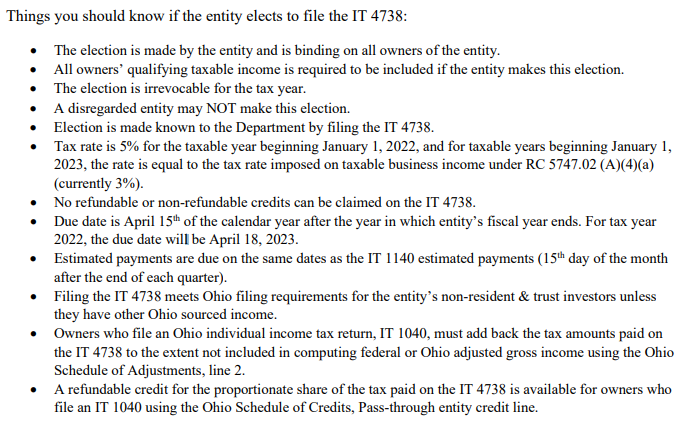 Things you should know if the entity elects to file the IT 4738:
• The election is made by the entity and is binding on all owners of the entity.
• All owners’ qualifying taxable income is required to be included if the entity makes this election.
• The election is irrevocable for the tax year.
• A disregarded entity may NOT make this election.
• Election is made known to the Department by filing the IT 4738.
• Tax rate is 5% for the taxable year beginning January 1, 2022, and for taxable years beginning January 1,
2023, the rate is equal to the tax rate imposed on taxable business income under RC 5747.02 (A)(4)(a)
(currently 3%).
• No refundable or non-refundable credits can be claimed on the IT 4738.
• Due date is April 15th of the calendar year after the year in which entity’s fiscal year ends. For tax year
2022, the due date will be April 18, 2023.
• Estimated payments are due on the same dates as the IT 1140 estimated payments (15th day of the month
after the end of each quarter).
• Filing the IT 4738 meets Ohio filing requirements for the entity’s non-resident & trust investors unless
they have other Ohio sourced income.
• Owners who file an Ohio individual income tax return, IT 1040, must add back the tax amounts paid on
the IT 4738 to the extent not included in computing federal or Ohio adjusted gross income using the Ohio
Schedule of Adjustments, line 2.
• A refundable credit for the proportionate share of the tax paid on the IT 4738 is available for owners who
file an IT 1040 using the Ohio Schedule of Credits, Pass-through entity credit line.